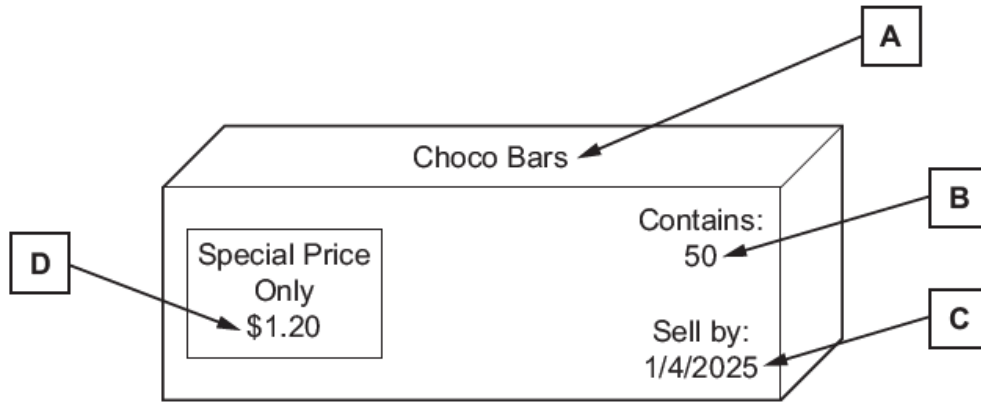 A
Choco Bars
Contains:
50
B
D
Special Price
Only
$1.20
Sell by:
1/4/2025
C